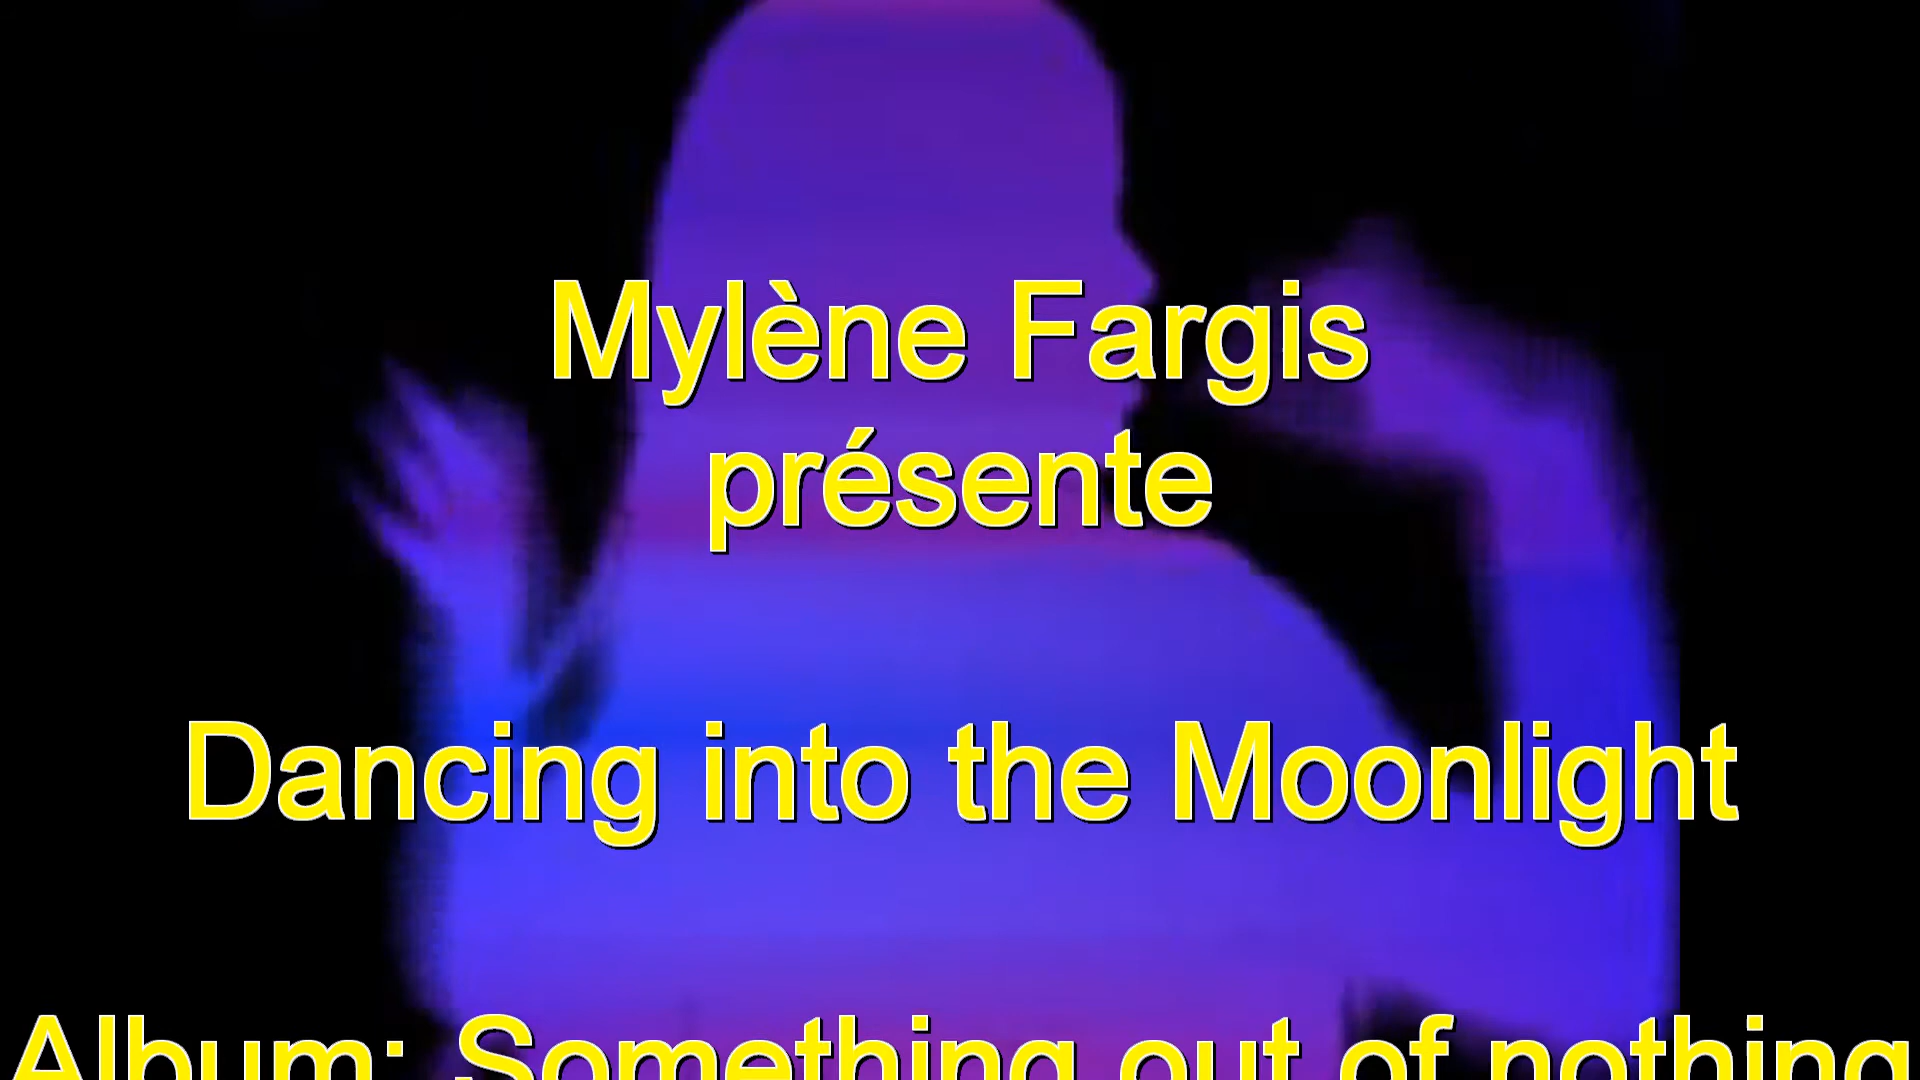 Mylène Fargis
présente
Dancing into the Moonlight
Album: Something out of nothing